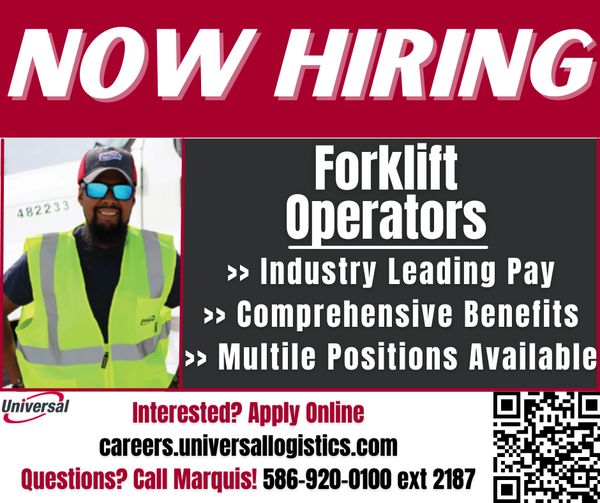 NOW HIRING
482233
Forklift
Operators
>> Industry Leading Pay
>> Comprehensive Benefits
>> Multile Positions Available
Universal
Interested? Apply Online
careers.universallogistics.com
Questions? Call Marquis! 586-920-0100 ext 2187